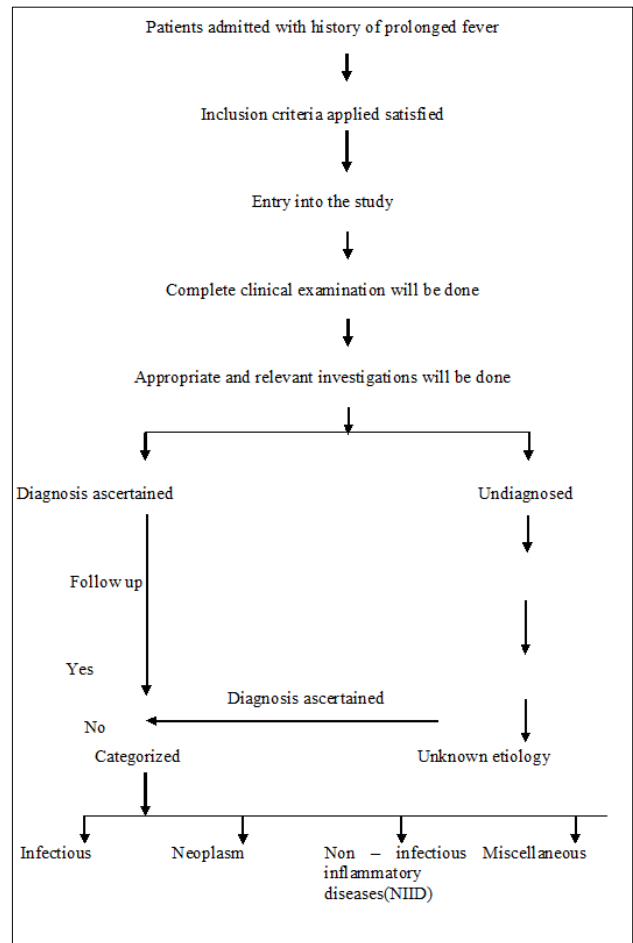 Patients admitted with history of prolonged fever
Inclusion criteria applied satisfied
Entry into the study
Complete clinical examination will be done
Appropriate and relevant investigations will be done
Diagnosis ascertained
Undiagnosed
Follow up
Yes
Diagnosis ascertained
No
Categorized
Unknown etiology
Infectious
Neoplasm
Non – infectious
inflammatory
diseases(NIID)
Miscellaneous